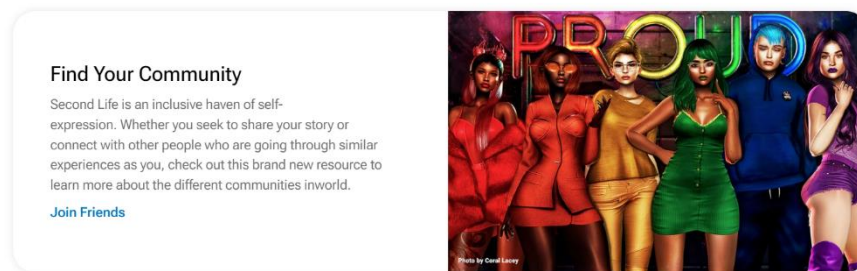 Find Your Community
Second Life is an inclusive haven of self-
expression. Whether you seek to share your story or
connect with other people who are going through similar
experiences as you, check out this brand new resource to
learn more about the different communities inworld.
Join Friends
PROUD
Photo by Coral Lacey